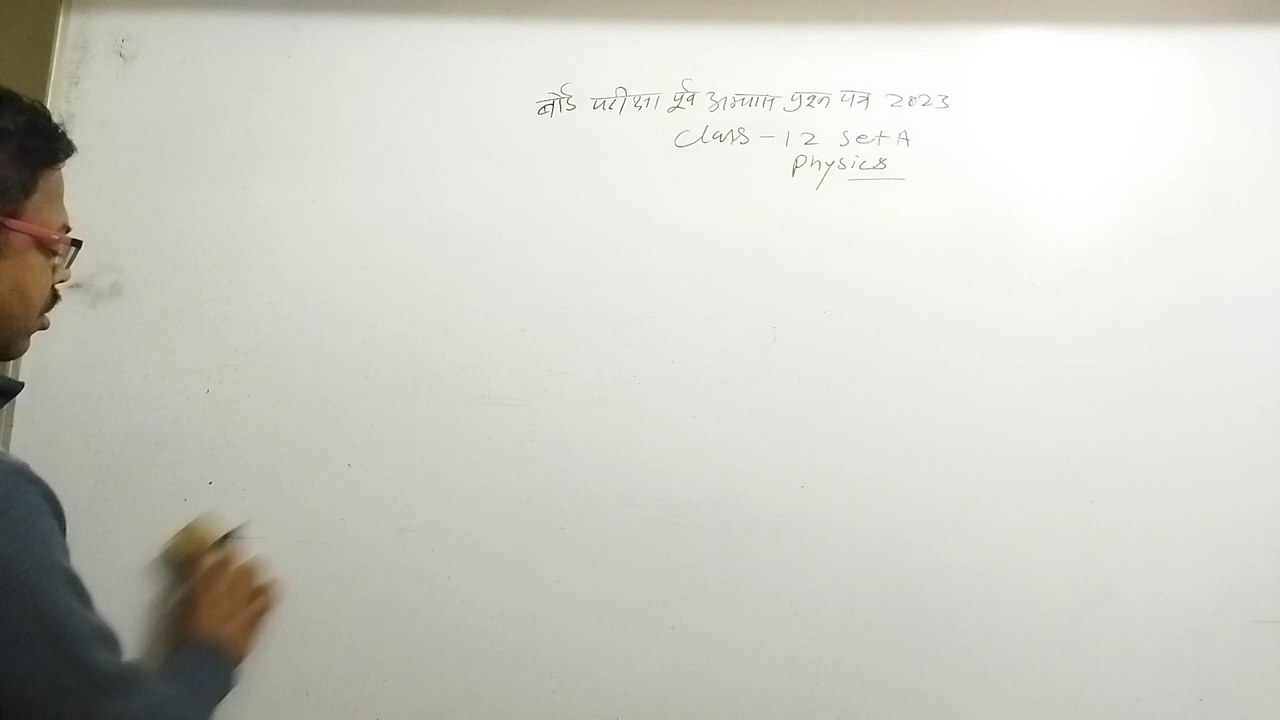 बोर्ड परीक्षा पूर्व अभ्यास प्रश्न पत्र 2023
Class - 12 Set A
Physics